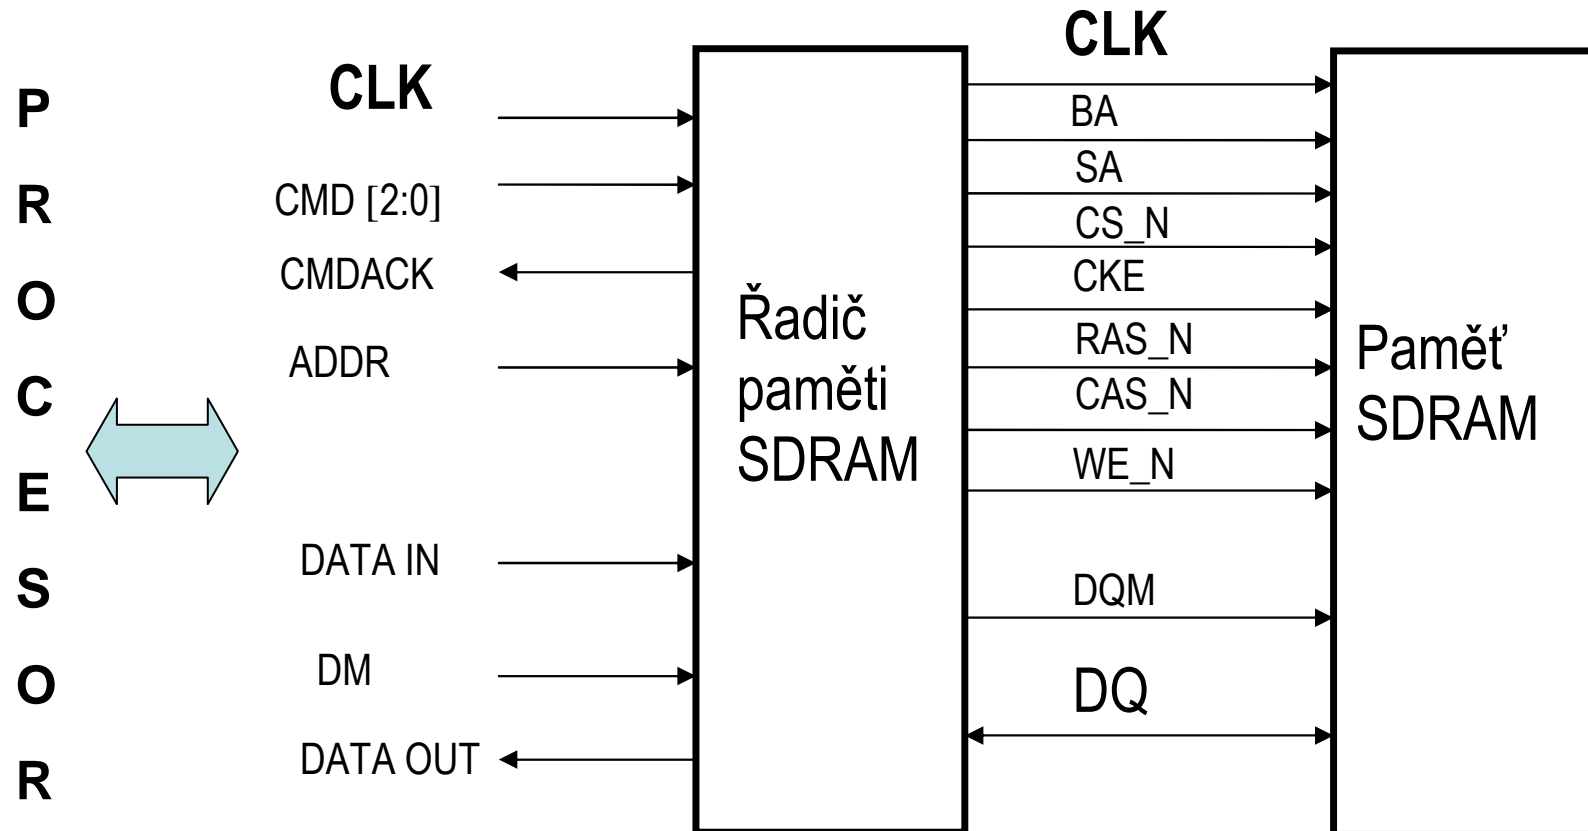 P
R
O
C
E
S
O
R
CLK
CMD [2:0]
CMDACK
ADDR
DATA IN
DM
DATA OUT
Řadič
paměti
SDRAM
CLK
BA
SA
CS_N
CKE
RAS_N
CAS_N
WE_N
DQM
DQ
Paměť
SDRAM